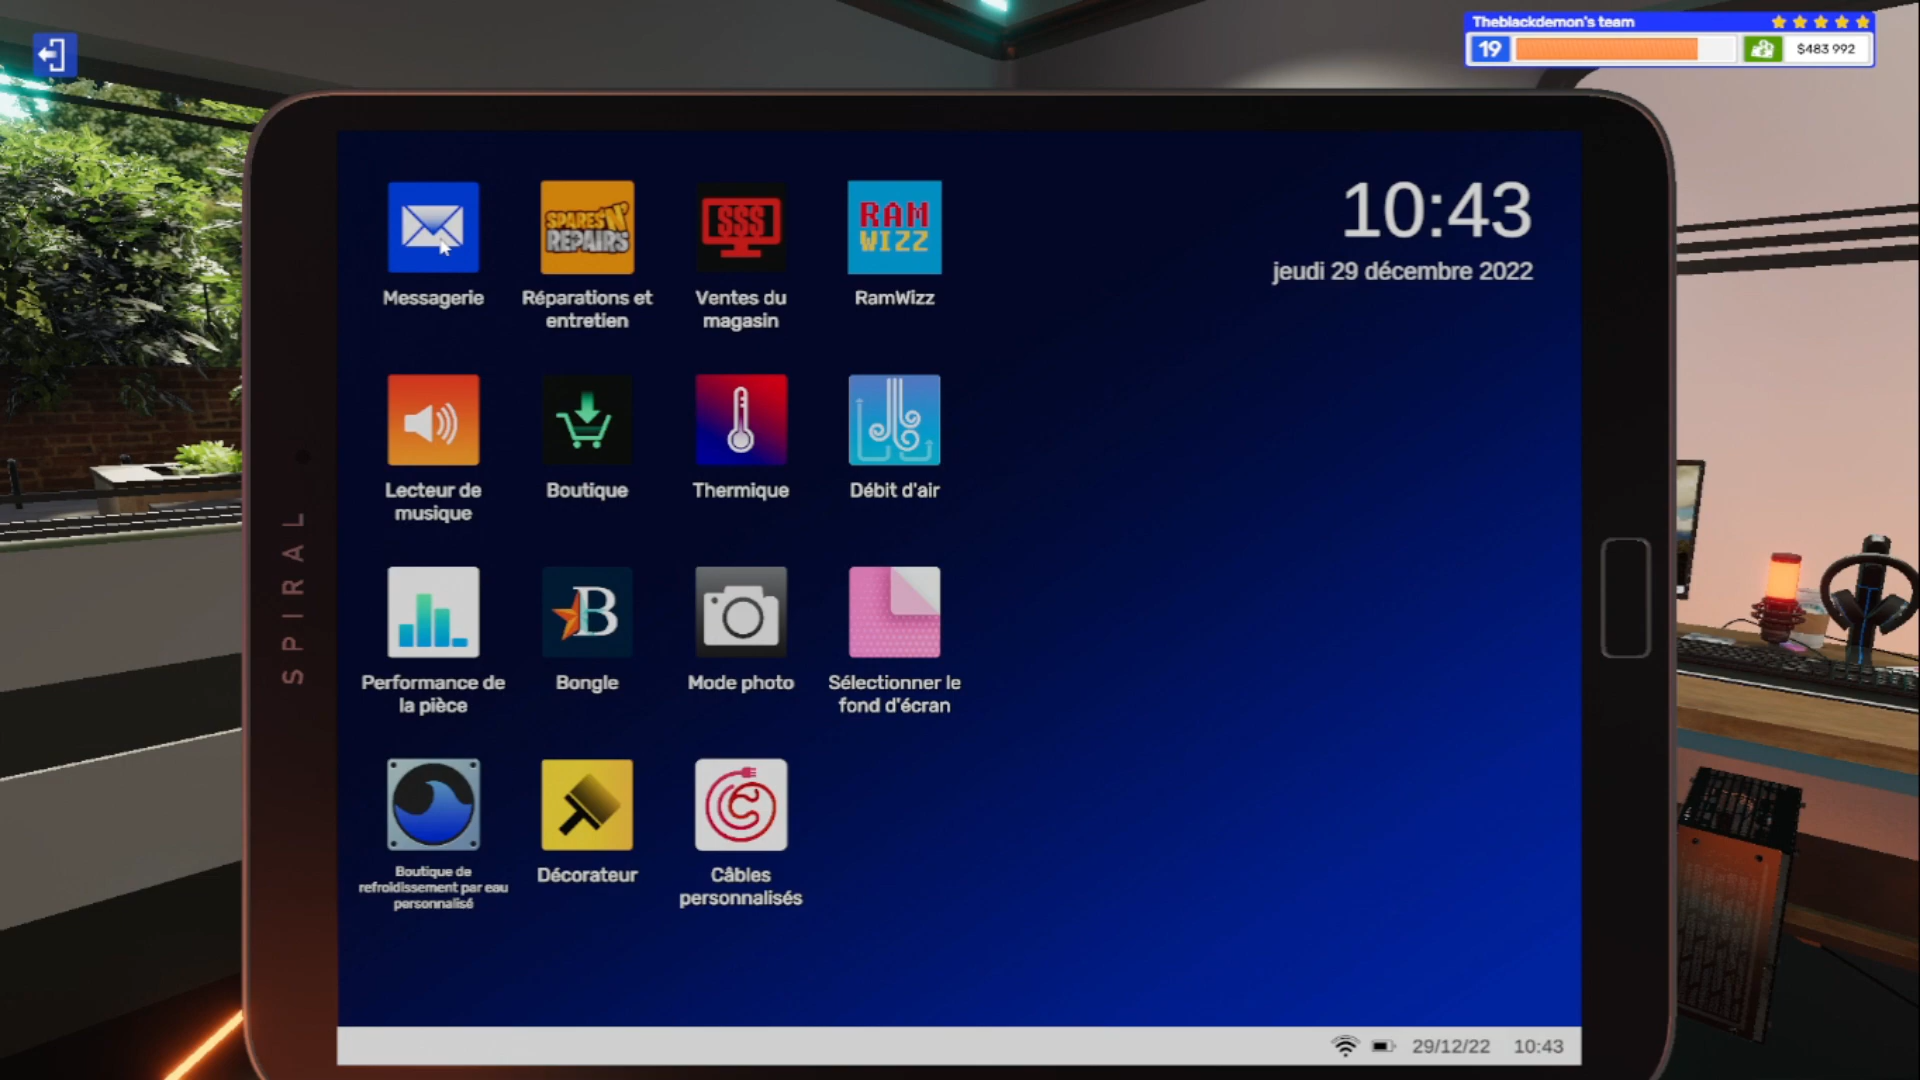 Theblackdemon's team
19
$483 992
10:43
jeudi 29 décembre 2022
SPARES N' REPAIRS
$$$
RAM WIZZ
Messagerie
Réparations et entretien
Ventes du magasin
RamWizz
Lecteur de musique
Boutique
Thermique
Débit d'air
SPIRAL
B
Performance de la pièce
Bongle
Mode photo
Sélectionner le fond d'écran
Boutique de refroidissement par eau personnalisé
Décorateur
Câbles personnalisés
29/12/22
10:43